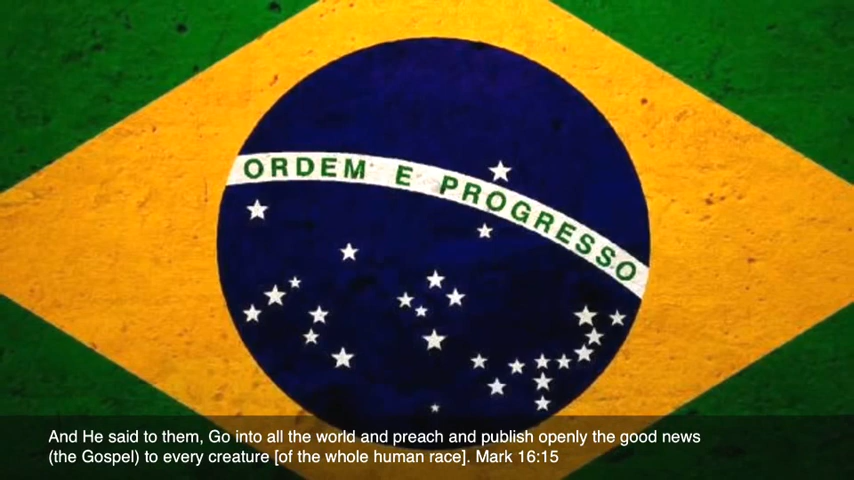 ORDEM E PROGRESSO
And He said to them, Go into all the world and preach and publish openly the good news
(the Gospel) to every creature [of the whole human race]. Mark 16:15